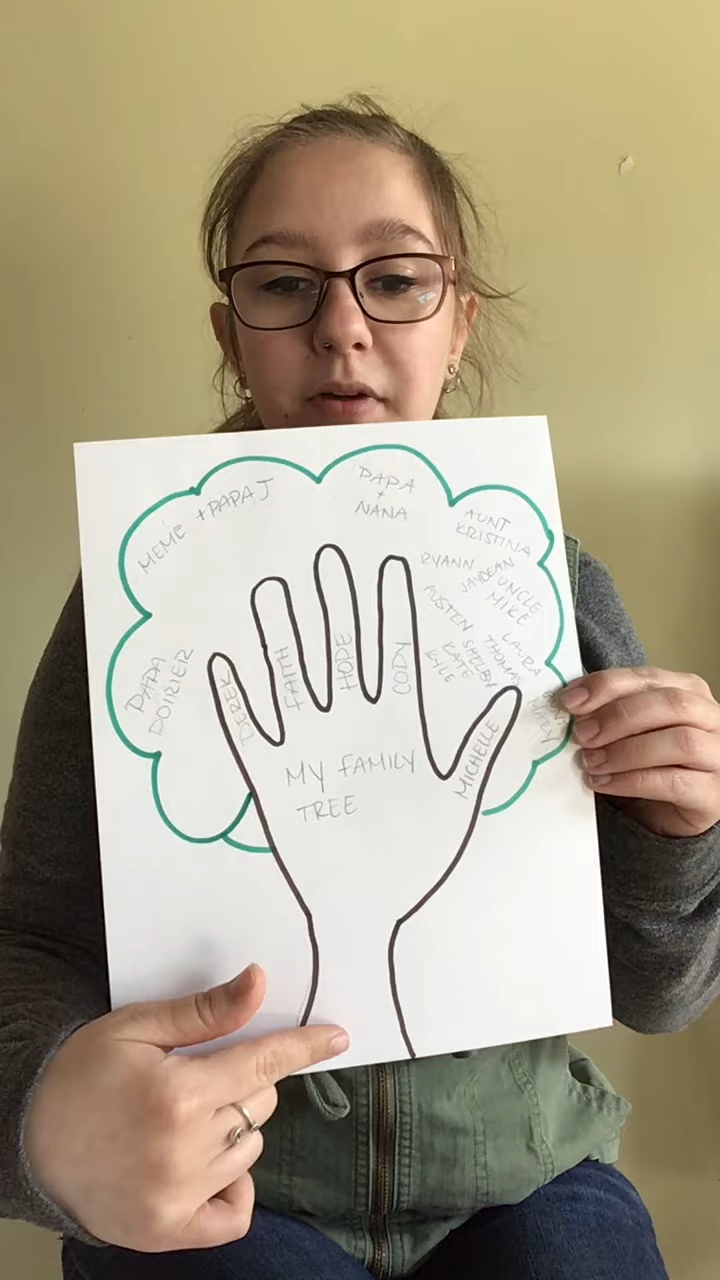 MEME + PAPA J
PAPA
+
NANA
AUNT
KRISTINA
RYANN
JAYDEAN
UNCLE
MIKE
AUSTEN
LAURA
THOMAS
SHELBY
KATE
KYLE
PAPA
DOIRIER
DEREK
FAITH
HOPE
CODY
MICHELLE
MY FAMILY
TREE